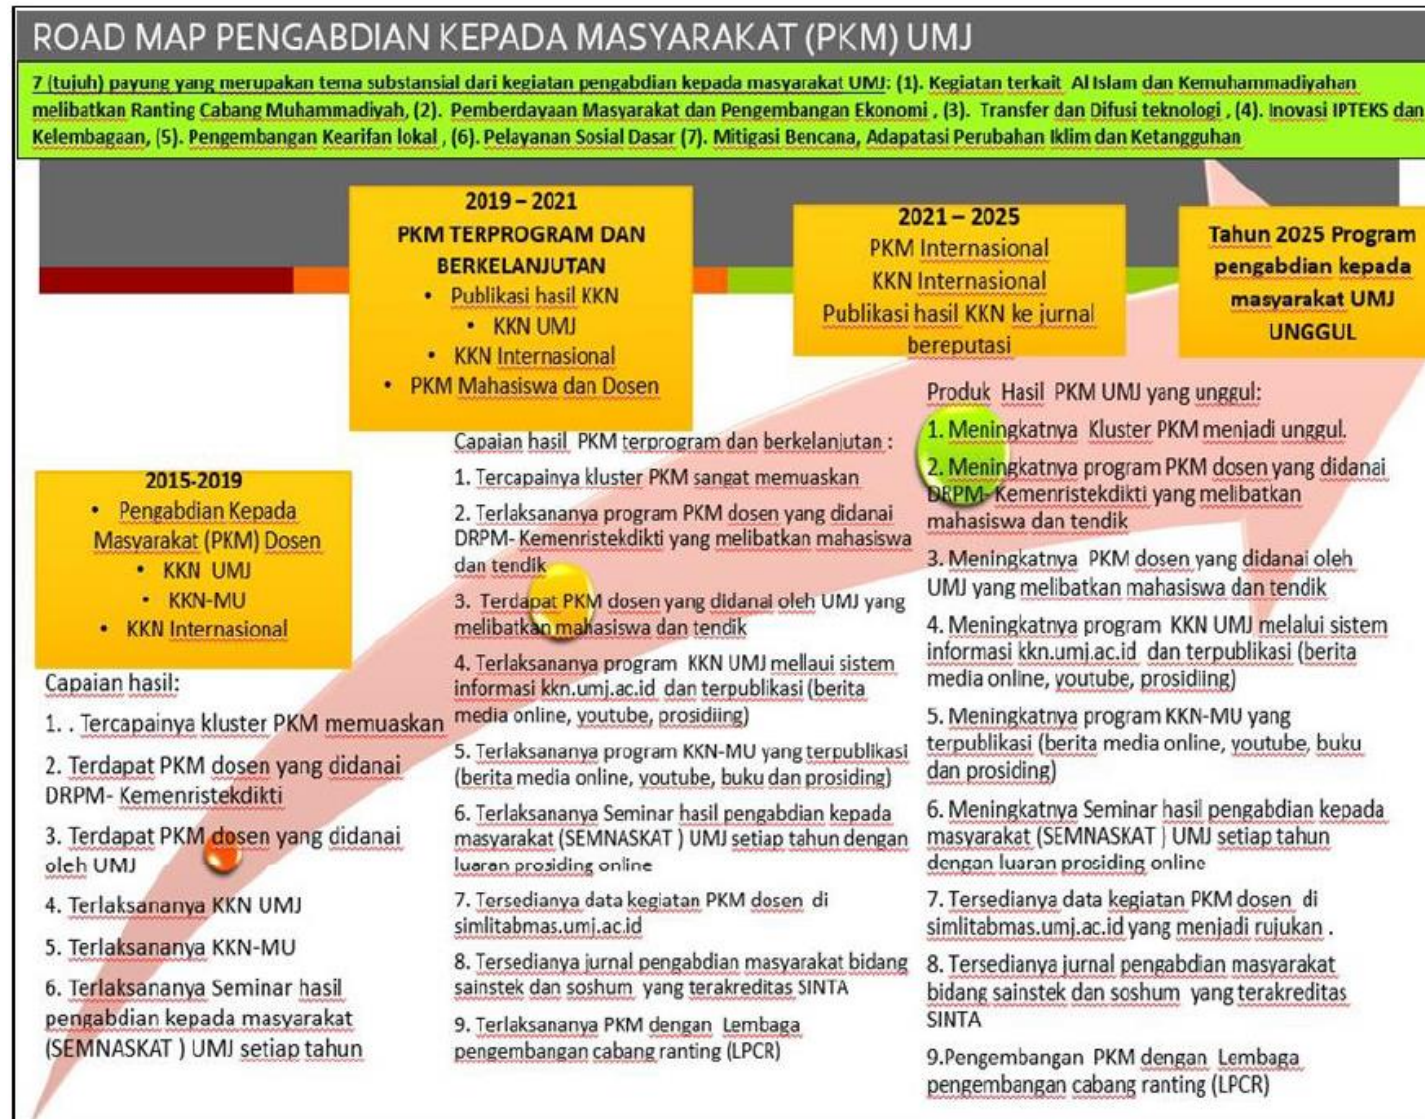 ROAD MAP PENGABDIAN KEPADA MASYARAKAT (PKM) UMJ
7 (tujuh) payung yang merupakan tema substansial dari kegiatan pengabdian kepada masyarakat UMJ: (1). Kegiatan terkait Al Islam dan Kemuhammadiyahan
melibatkan Ranting Cabang Muhammadiyah, (2). Pemberdayaan Masyarakat dan Pengembangan Ekonomi , (3). Transfer dan Difusi teknologi , (4). Inovasi IPTEKS dan
Kelembagaan, (5). Pengembangan Kearifan lokal , (6). Pelayanan Sosial Dasar (7). Mitigasi Bencana, Adapatasi Perubahan Iklim dan Ketangguhan
2015-2019
• Pengabdian Kepada
Masyarakat (PKM) Dosen
• KKN UMJ
• KKN-MU
• KKN Internasional
Capaian hasil:
1. . Tercapainya kluster PKM memuaskan
2. Terdapat PKM dosen yang didanai
DRPM- Kemenristekdikti
3. Terdapat PKM dosen yang didanai
oleh UMJ
4. Terlaksananya KKN UMJ
5. Terlaksananya KKN-MU
6. Terlaksananya Seminar hasil
pengabdian kepada masyarakat
(SEMNASKAT ) UMJ setiap tahun
2019 – 2021
PKM TERPROGRAM DAN
BERKELANJUTAN
• Publikasi hasil KKN
• KKN UMJ
• KKN Internasional
• PKM Mahasiswa dan Dosen
Capaian hasil PKM terprogram dan berkelanjutan :
1. Tercapainya kluster PKM sangat memuaskan
2. Terlaksananya program PKM dosen yang didanai
DRPM- Kemenristekdikti yang melibatkan mahasiswa
dan tendik
3. Terdapat PKM dosen yang didanai oleh UMJ yang
melibatkan mahasiswa dan tendik
4. Terlaksananya program KKN UMJ mellaui sistem
informasi kkn.umj.ac.id dan terpublikasi (berita
media online, youtube, prosidiing)
5. Terlaksananya program KKN-MU yang terpublikasi
(berita media online, youtube, buku dan prosiding)
6. Terlaksananya Seminar hasil pengabdian kepada
masyarakat (SEMNASKAT ) UMJ setiap tahun dengan
luaran prosiding online
7. Tersedianya data kegiatan PKM dosen di
simlitabmas.umj.ac.id
8. Tersedianya jurnal pengabdian masyarakat bidang
sainstek dan soshum yang terakreditas SINTA
9. Terlaksananya PKM dengan Lembaga
pengembangan cabang ranting (LPCR)
2021 – 2025
PKM Internasional
KKN Internasional
Publikasi hasil KKN ke jurnal
bereputasi
Produk Hasil PKM UMJ yang unggul:
1. Meningkatnya Kluster PKM menjadi unggul.
2. Meningkatnya program PKM dosen yang didanai
DRPM- Kemenristekdikti yang melibatkan
mahasiswa dan tendik
3. Meningkatnya PKM dosen yang didanai oleh
UMJ yang melibatkan mahasiswa dan tendik
4. Meningkatnya program KKN UMJ melalui sistem
informasi kkn.umj.ac.id dan terpublikasi (berita
media online, youtube, prosidiing)
5. Meningkatnya program KKN-MU yang
terpublikasi (berita media online, youtube, buku
dan prosiding)
6. Meningkatnya Seminar hasil pengabdian kepada
masyarakat (SEMNASKAT ) UMJ setiap tahun
dengan luaran prosiding online
7. Tersedianya data kegiatan PKM dosen di
simlitabmas.umj.ac.id yang menjadi rujukan .
8. Tersedianya jurnal pengabdian masyarakat
bidang sainstek dan soshum yang terakreditas
SINTA
9.Pengembangan PKM dengan Lembaga
pengembangan cabang ranting (LPCR)
Tahun 2025 Program
pengabdian kepada
masyarakat UMJ
UNGGUL